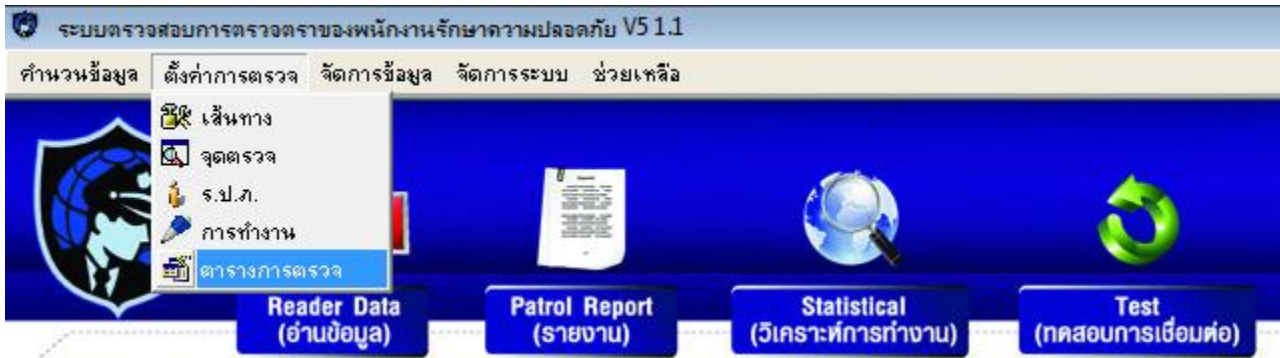 ระบบตรวจสอบการตรวจตราของพนักงานรักษาความปลอดภัย V5 1.1
คำนวนข้อมูล ตั้งค่าการตรวจ จัดการข้อมูล จัดการระบบ ช่วยเหลือ
เส้นทาง
จุดตรวจ
ร.ป.ภ.
การทำงาน
ตารางการตรวจ
Reader Data Patrol Report Statistical Test
(อ่านข้อมูล) (รายงาน) (วิเคราะห์การทำงาน) (ทดสอบการเชื่อมต่อ)